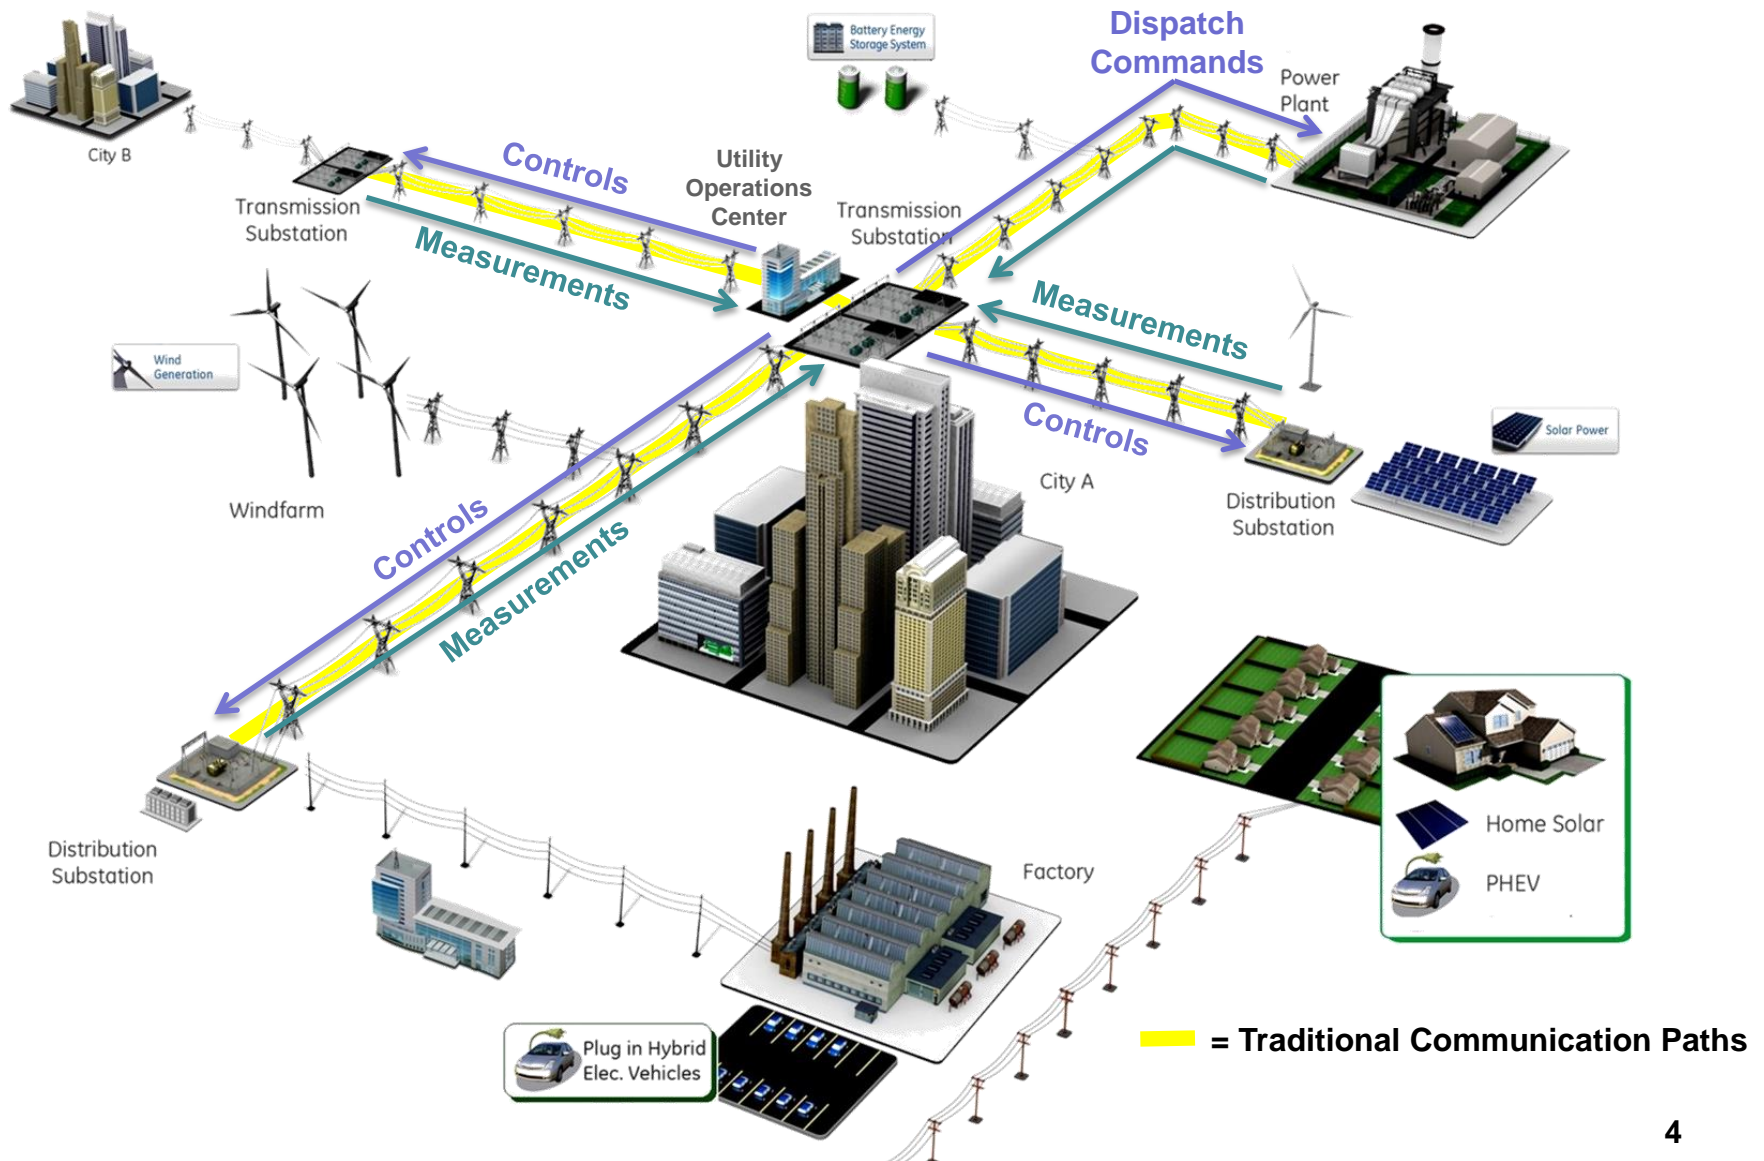 Dispatch
Commands
Battery Energy
Storage System
Power
Plant
City B
Controls
Utility
Operations
Center
Transmission
Substation
Transmission
Substation
Measurements
Measurements
Wind
Generation
Controls
Solar Power
City A
Windfarm
Distribution
Substation
Controls
Measurements
Home Solar
PHEV
Distribution
Substation
Factory
Plug in Hybrid
Elec. Vehicles
= Traditional Communication Paths
4